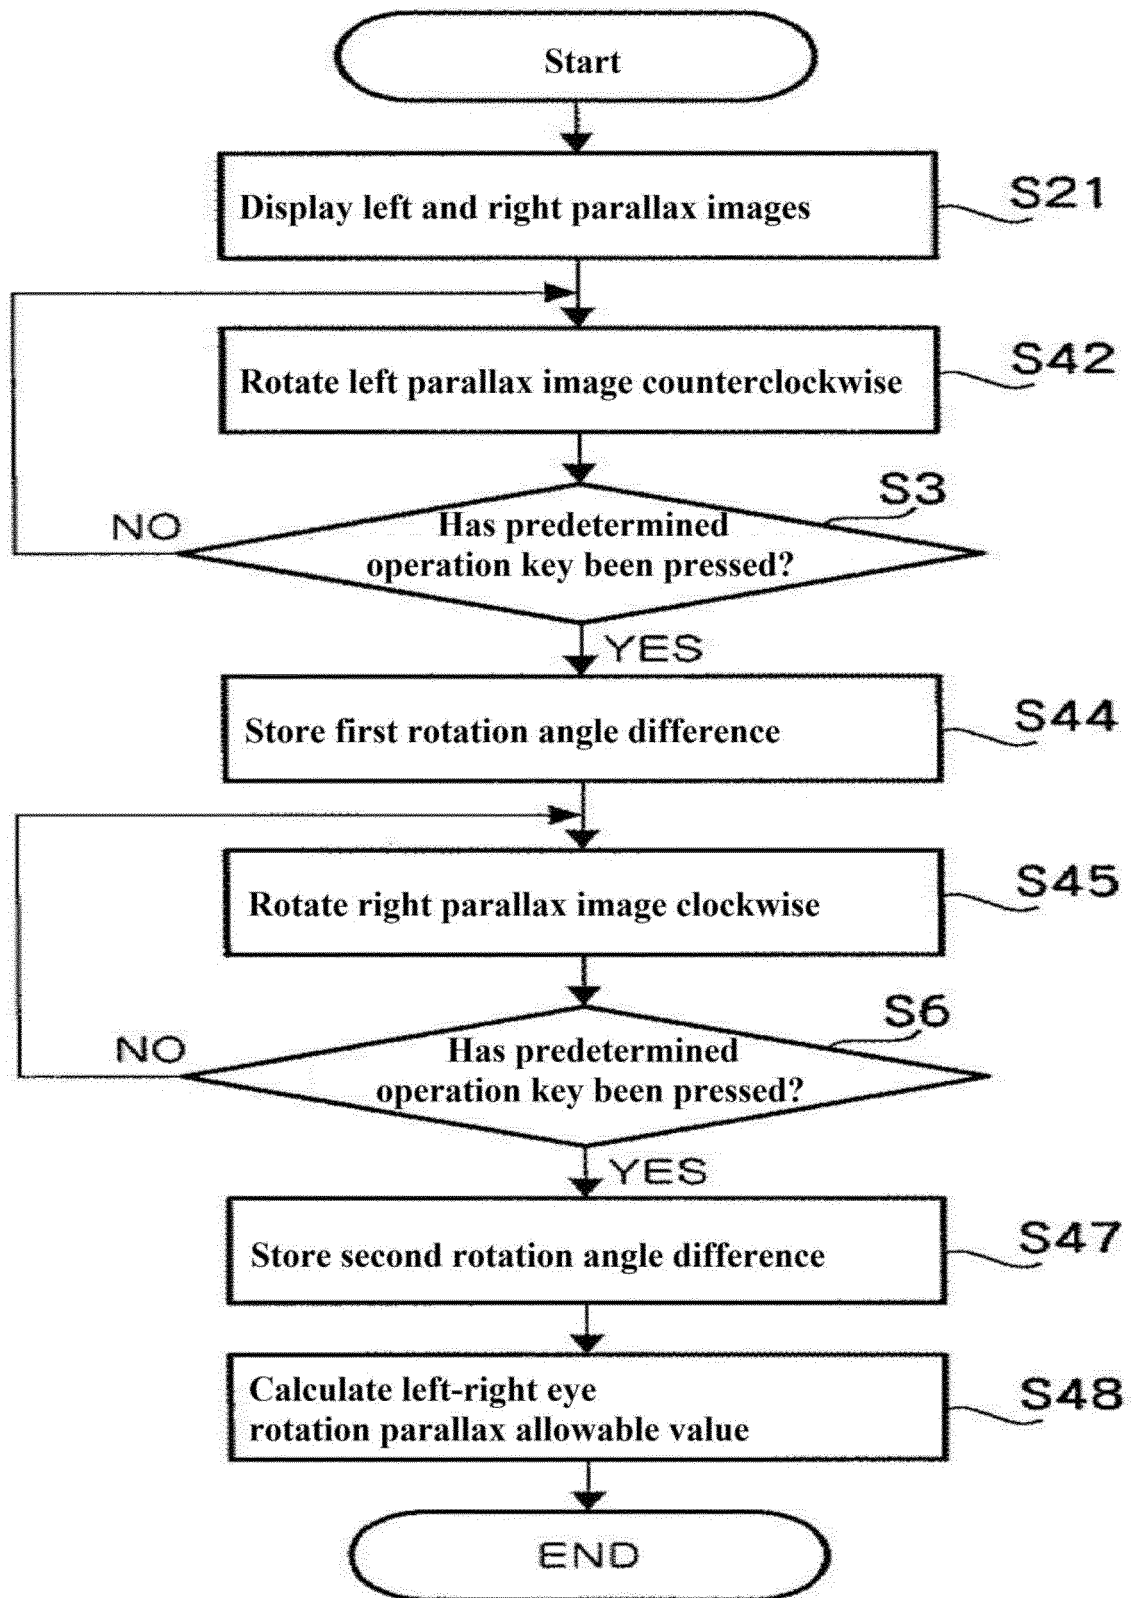 Start
Display left and right parallax images
S21
Rotate left parallax image counterclockwise
S42
S3
Has predetermined
operation key been pressed?
NO
YES
Store first rotation angle difference
S44
Rotate right parallax image clockwise
S45
S6
Has predetermined
operation key been pressed?
NO
YES
Store second rotation angle difference
S47
Calculate left-right eye
rotation parallax allowable value
S48
END